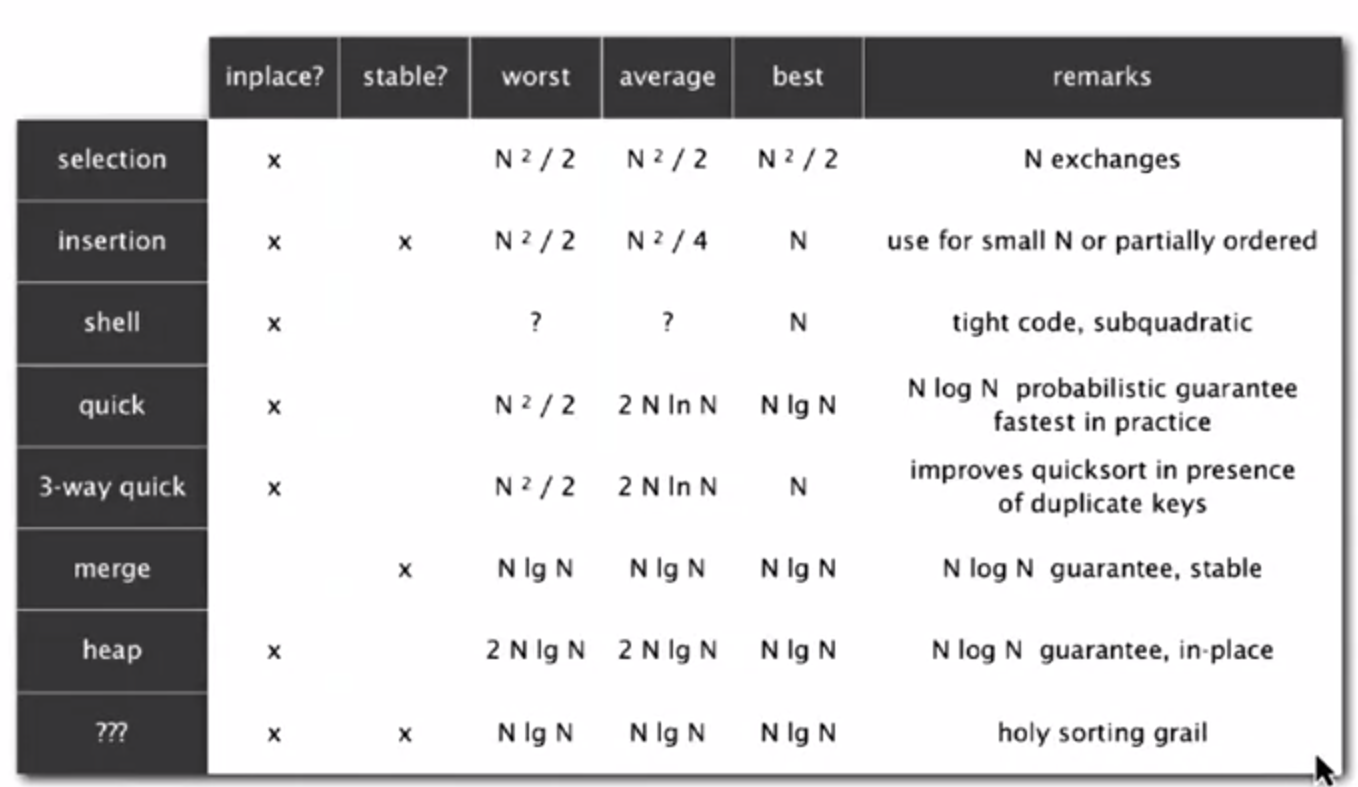 inplace? stable? worst average best remarks
selection x N ² / 2 N ² / 2 N ² / 2 N exchanges
insertion x x N ² / 2 N ² / 4 N use for small N or partially ordered
shell x ? ? N tight code, subquadratic
quick x N ² / 2 2 N ln N N lg N N log N probabilistic guarantee
fastest in practice
3-way quick x N ² / 2 2 N ln N N improves quicksort in presence
of duplicate keys
merge x N lg N N lg N N lg N N log N guarantee, stable
heap x 2 N lg N 2 N lg N N lg N N log N guarantee, in-place
??? x x N lg N N lg N N lg N holy sorting grail